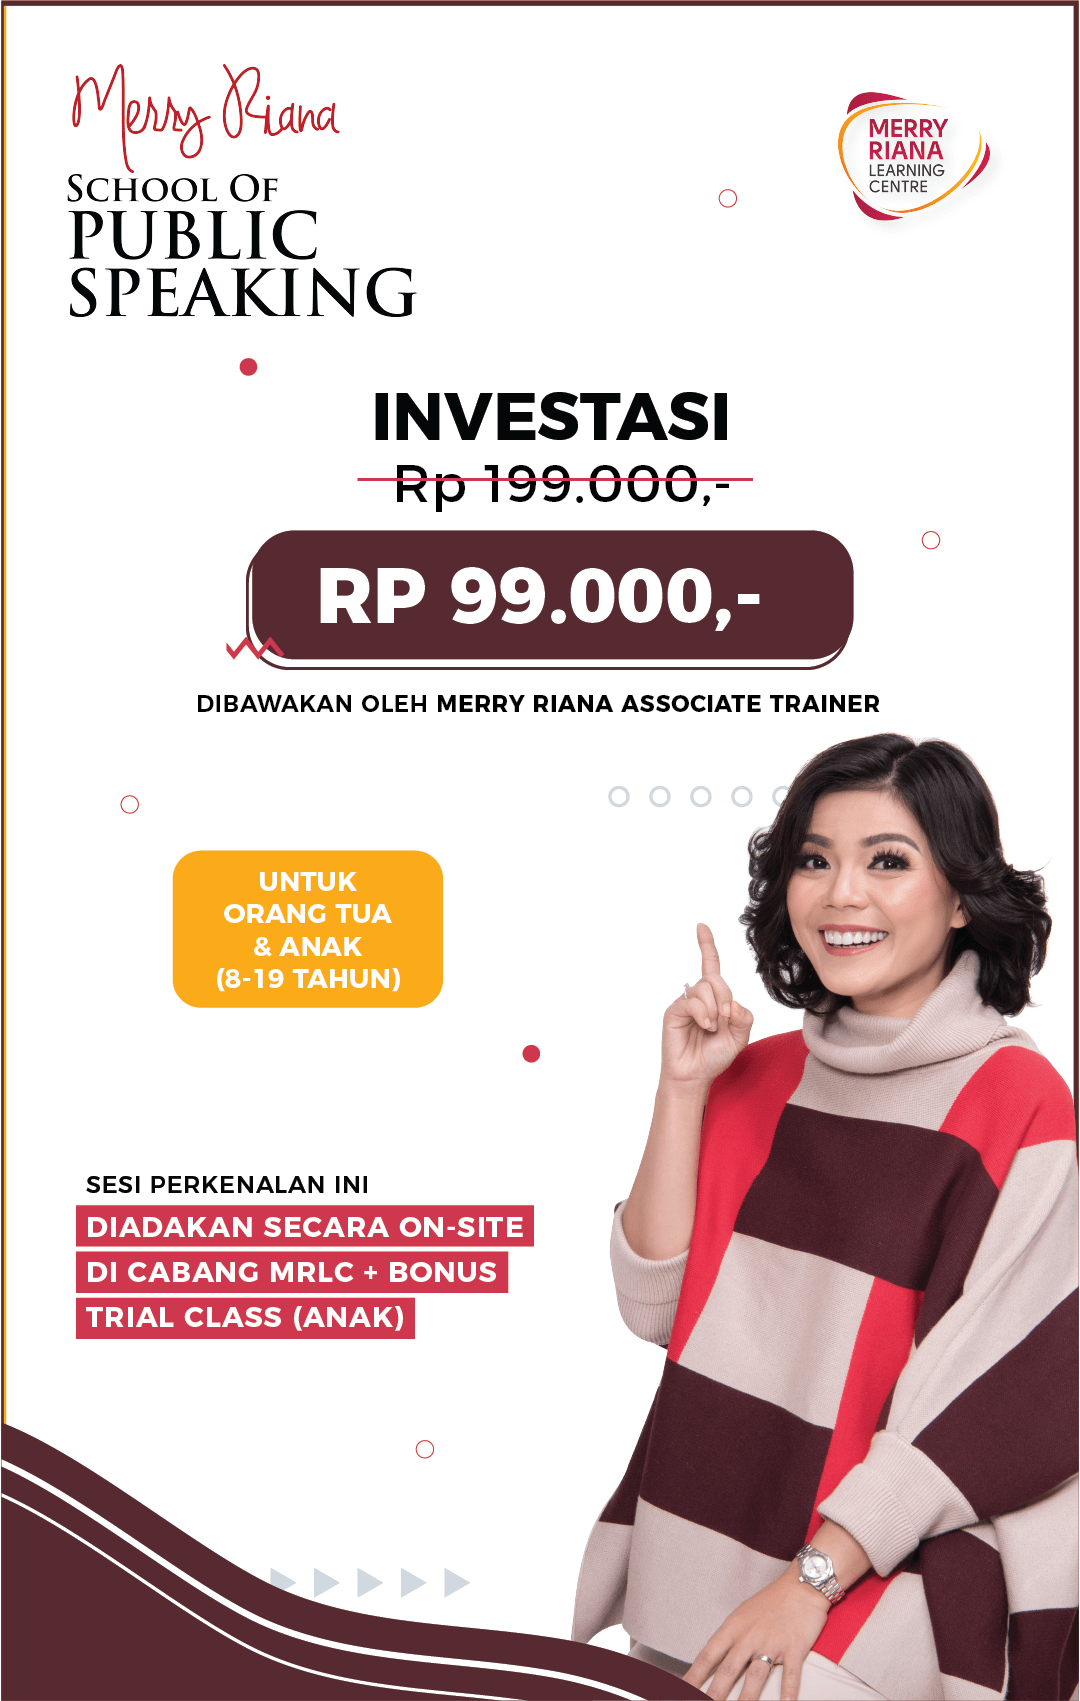 Merry Riana
SCHOOL OF
PUBLIC
SPEAKING
MERRY
RIANA
LEARNING
CENTRE
INVESTASI
Rp 199.000,-
RP 99.000,-
DIBAWAKAN OLEH MERRY RIANA ASSOCIATE TRAINER
UNTUK
ORANG TUA
& ANAK
(8-19 TAHUN)
SESI PERKENALAN INI
DIADAKAN SECARA ON-SITE
DI CABANG MRLC + BONUS
TRIAL CLASS (ANAK)